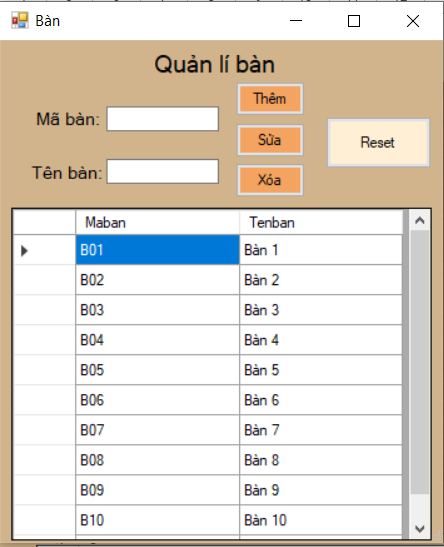 Bàn
Quản lí bàn
Thêm
Mã bàn:
Sửa
Reset
Tên bàn:
Xóa
Maban Tenban
B01 Bàn 1
B02 Bàn 2
B03 Bàn 3
B04 Bàn 4
B05 Bàn 5
B06 Bàn 6
B07 Bàn 7
B08 Bàn 8
B09 Bàn 9
B10 Bàn 10